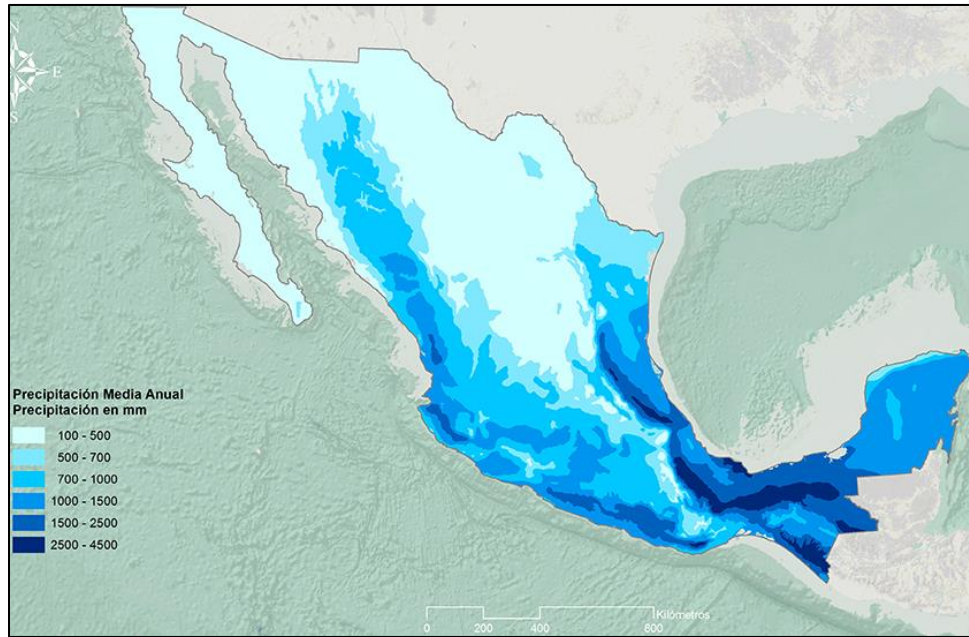 E
S
Precipitación Media Anual
Precipitación en mm
100 - 500
500 - 700
700 - 1000
1000 - 1500
1500 - 2500
2500 - 4500
Kilómetros
0 200 400 800